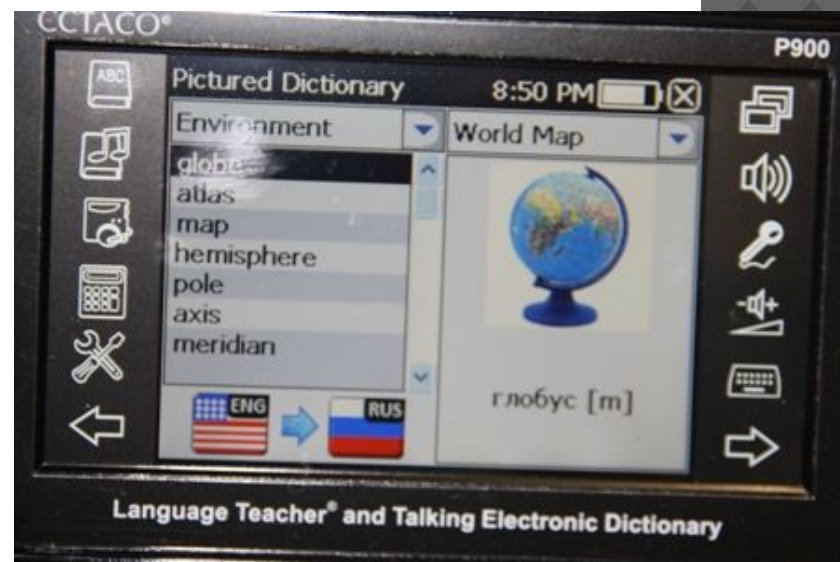 ECTACO®
P900
ABC
Pictured Dictionary 8:50 PM
Environment
World Map
globe
atlas
map
hemisphere
pole
axis
meridian
ENG
RUS
глобус [m]
Language Teacher® and Talking Electronic Dictionary